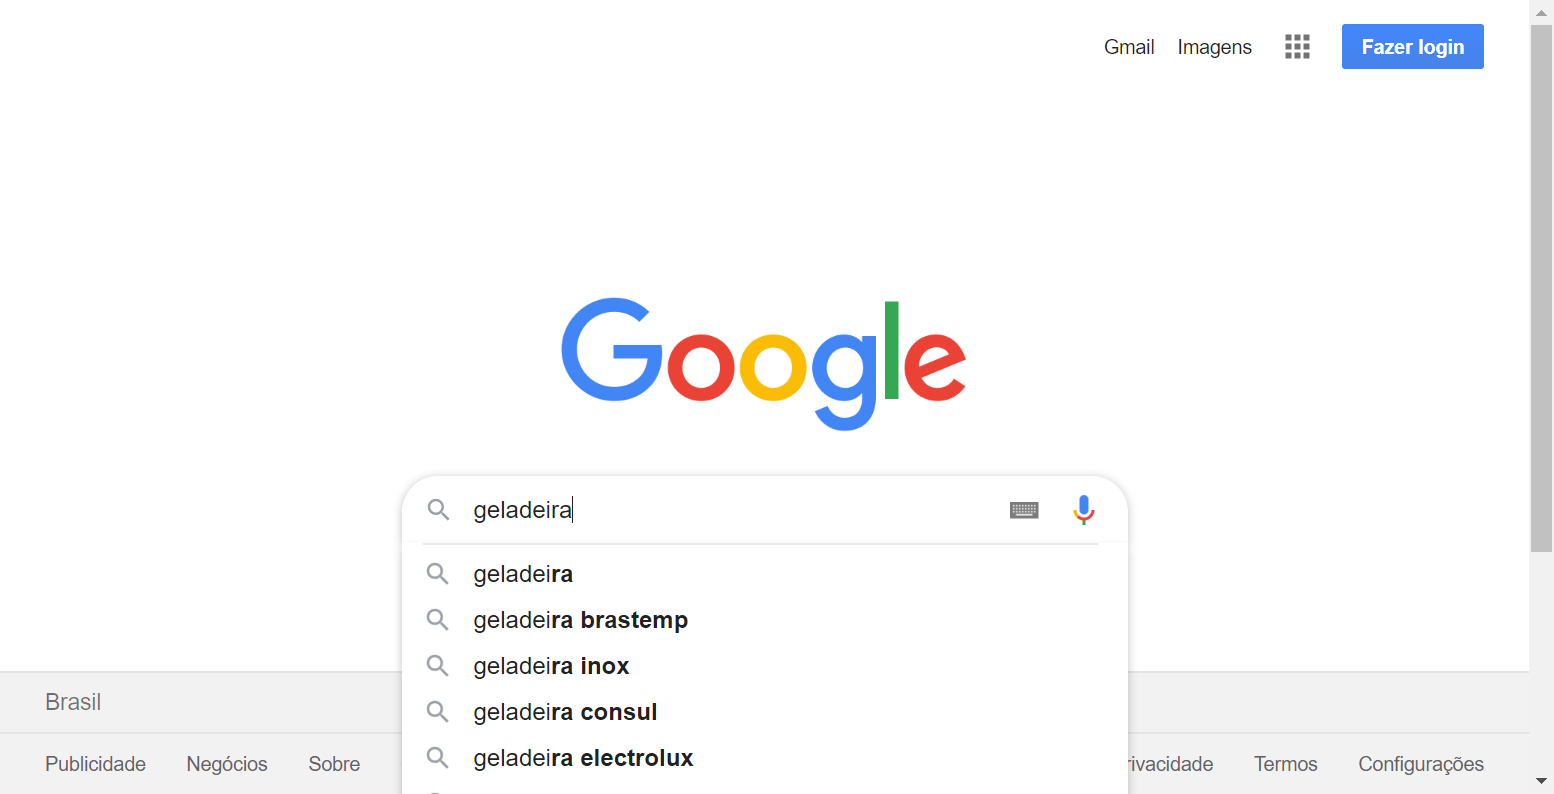 Gmail Imagens Fazer login
Google
geladeira
geladeira
geladeira brastemp
geladeira inox
geladeira consul
geladeira electrolux
Brasil
Publicidade Negócios Sobre rivacidade Termos Configurações